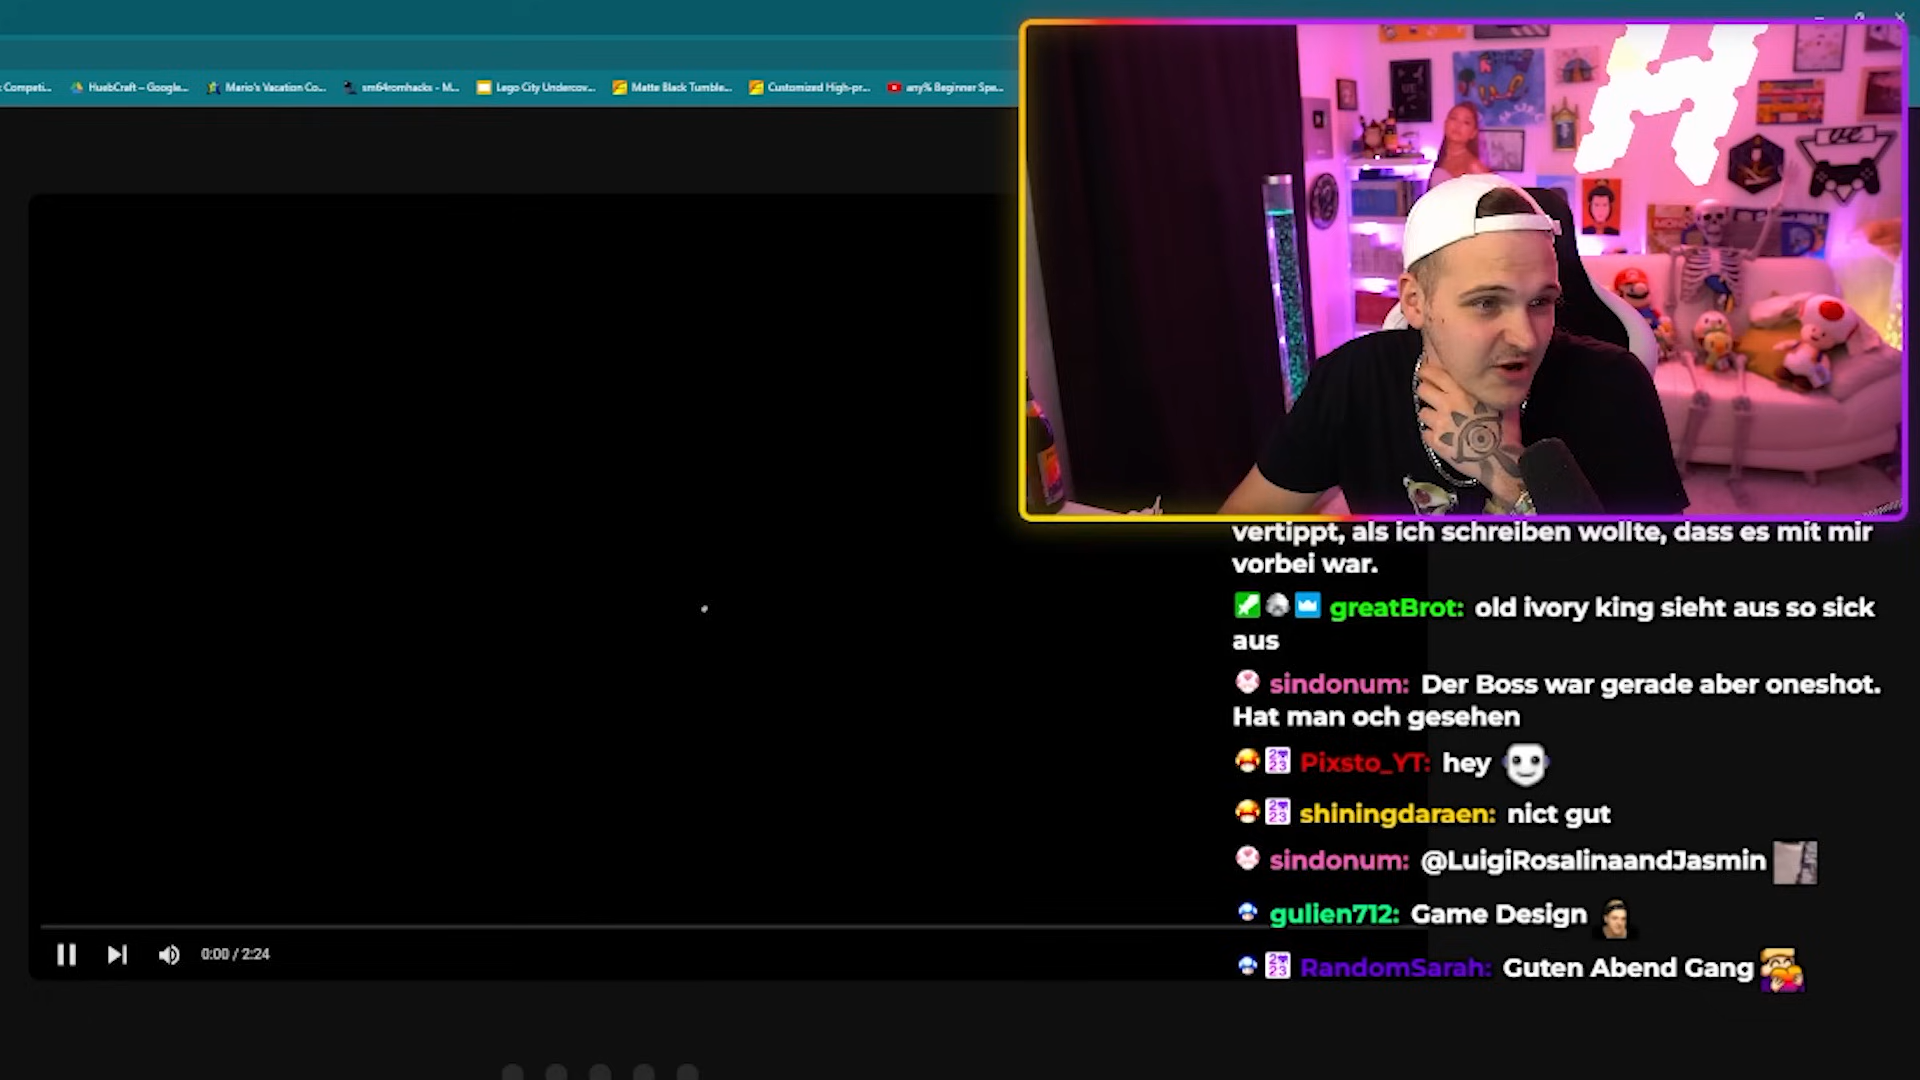 Competi...
HuebCraft – Google...
Mario's Vacation Co...
sm64romhacks - M...
Lego City Undercov...
Matte Black Tumble...
Customized High-pr...
any% Beginner Spe...
vertippt, als ich schreiben wollte, dass es mit mir
vorbei war.
greatBrot: old ivory king sieht aus so sick
aus
sindonum: Der Boss war gerade aber oneshot.
Hat man och gesehen
Pixsto_YT: hey
shiningdaraen: nict gut
sindonum: @LuigiRosalinaandJasmin
gulien712: Game Design
RandomSarah: Guten Abend Gang
0:00 / 2:24